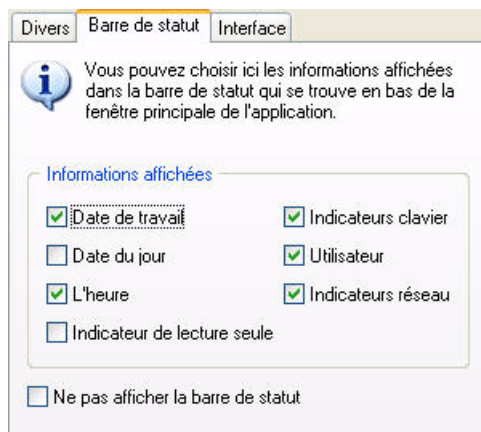 Divers Barre de statut Interface
Vous pouvez choisir ici les informations affichées
dans la barre de statut qui se trouve en bas de la
fenêtre principale de l'application.
Informations affichées
Date de travail Indicateurs clavier
Date du jour Utilisateur
L'heure Indicateurs réseau
Indicateur de lecture seule
Ne pas afficher la barre de statut